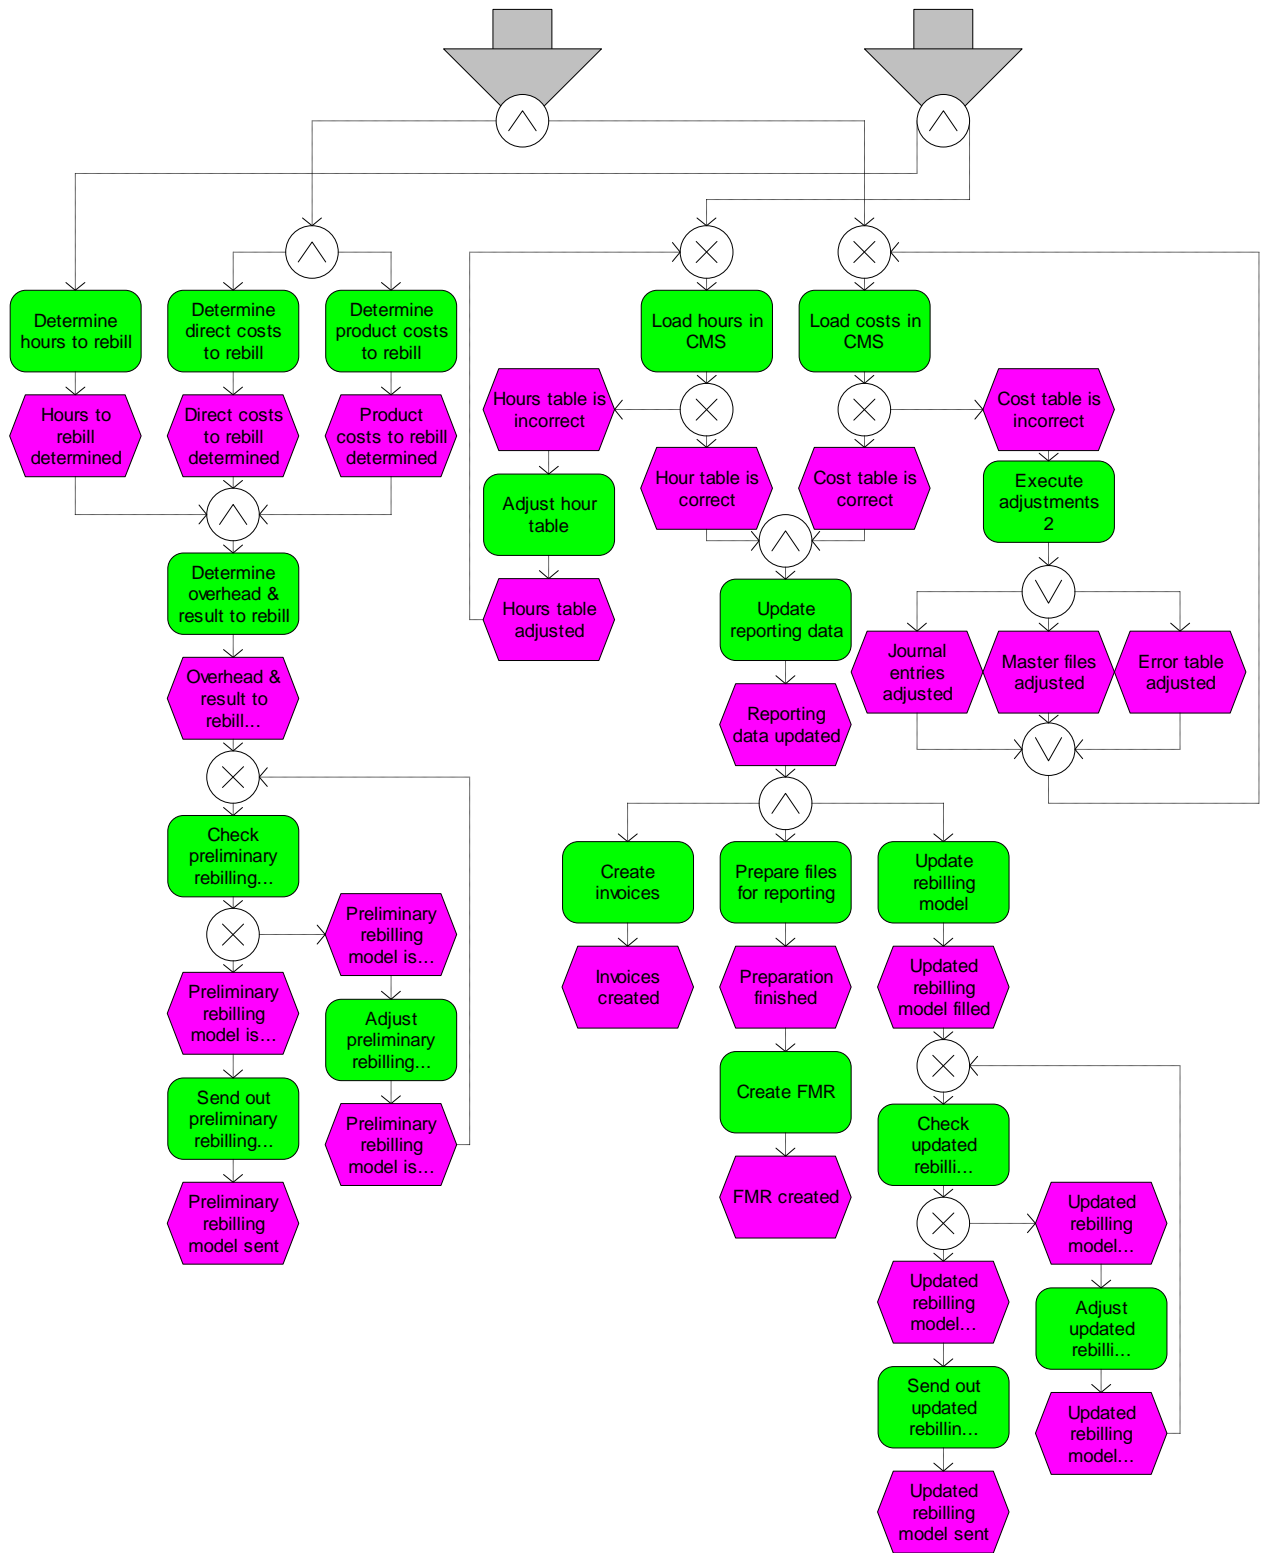 Determine
hours to rebill
Determine
direct costs
to rebill
Determine
product costs
to rebill
Load hours in
CMS
Load costs in
CMS
Hours to
rebill
determined
Direct costs
to rebill
determined
Product
costs to rebill
determined
Hours table is
incorrect
Cost table is
incorrect
Hour table is
correct
Cost table is
correct
Adjust hour
table
Execute
adjustments
2
Determine
overhead &
result to rebill
Hours table
adjusted
Update
reporting data
Journal
entries
adjusted
Master files
adjusted
Error table
adjusted
Overhead &
result to
rebill...
Reporting
data updated
Check
preliminary
rebilling...
Create
invoices
Prepare files
for reporting
Update
rebilling
model
Preliminary
rebilling
model is...
Preliminary
rebilling
model is...
Invoices
created
Preparation
finished
Updated
rebilling
model filled
Adjust
preliminary
rebilling...
Send out
preliminary
rebilling...
Create FMR
Check
updated
rebilli...
Preliminary
rebilling
model is...
Preliminary
rebilling
model sent
FMR created
Updated
rebilling
model...
Updated
rebilling
model...
Adjust
updated
rebilli...
Send out
updated
rebillin...
Updated
rebilling
model...
Updated
rebilling
model sent